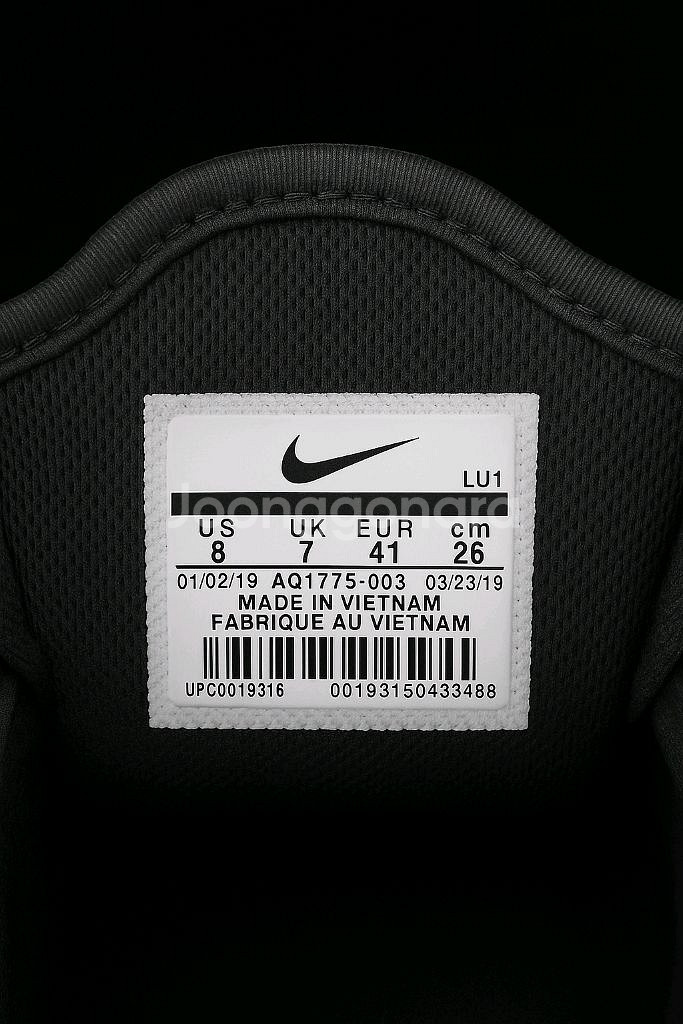 LU1
Joonggonara
US UK EUR cm
8 7 41 26
01/02/19 AQ1775-003 03/23/19
MADE IN VIETNAM
FABRIQUE AU VIETNAM
UPC0019316 00193150433488